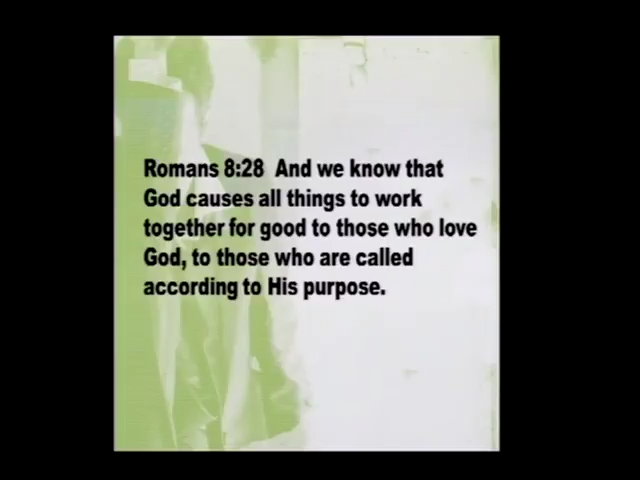 Romans 8:28  And we know that
God causes all things to work
together for good to those who love
God, to those who are called
according to His purpose.